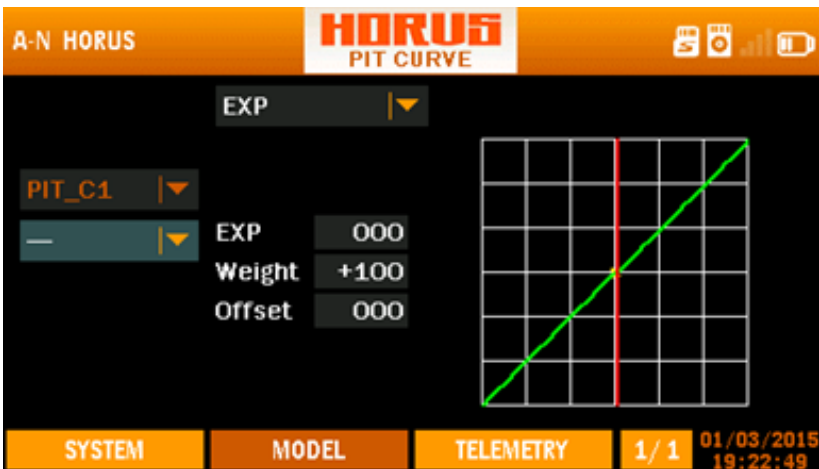 A-N HORUS
HORUS
PIT CURVE
EXP
PIT_C1
—
EXP 000
Weight +100
Offset 000
SYSTEM MODEL TELEMETRY 1/1 01/03/2015
19:22:49